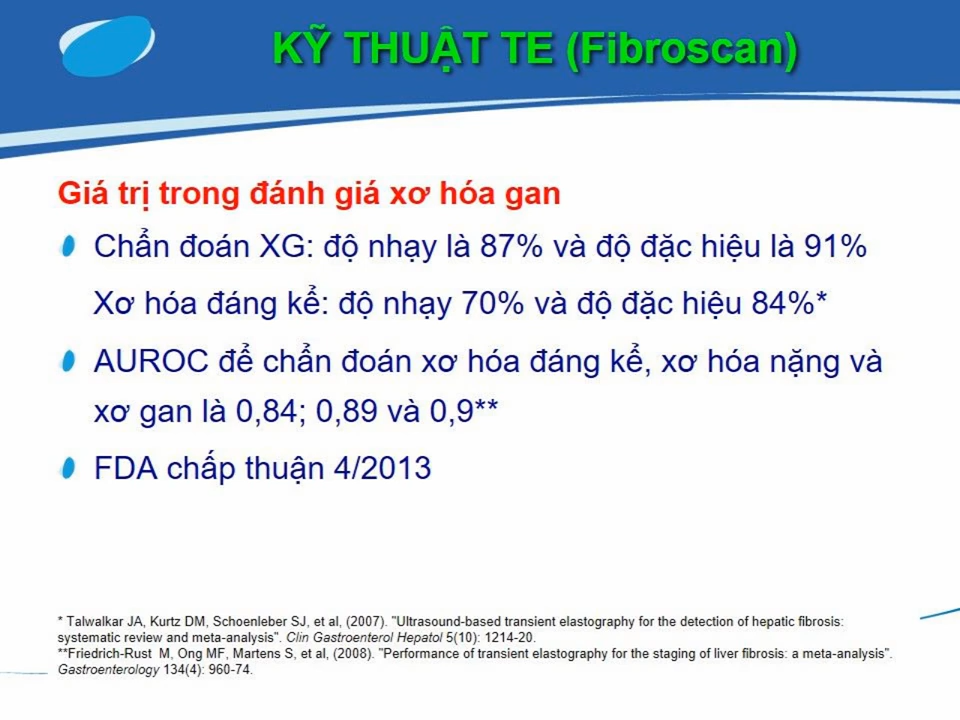 KỸ THUẬT TE (Fibroscan)
Giá trị trong đánh giá xơ hóa gan
Chẩn đoán XG: độ nhạy là 87% và độ đặc hiệu là 91%
Xơ hóa đáng kể: độ nhạy 70% và độ đặc hiệu 84%*
AUROC để chẩn đoán xơ hóa đáng kể, xơ hóa nặng và
xơ gan là 0,84; 0,89 và 0,9**
FDA chấp thuận 4/2013
* Talwalkar JA, Kurtz DM, Schoenleber SJ, et al, (2007). "Ultrasound-based transient elastography for the detection of hepatic fibrosis:
systematic review and meta-analysis". Clin Gastroenterol Hepatol 5(10): 1214-20.
**Friedrich-Rust M, Ong MF, Martens S, et al, (2008). "Performance of transient elastography for the staging of liver fibrosis: a meta-analysis".
Gastroenterology 134(4): 960-74.